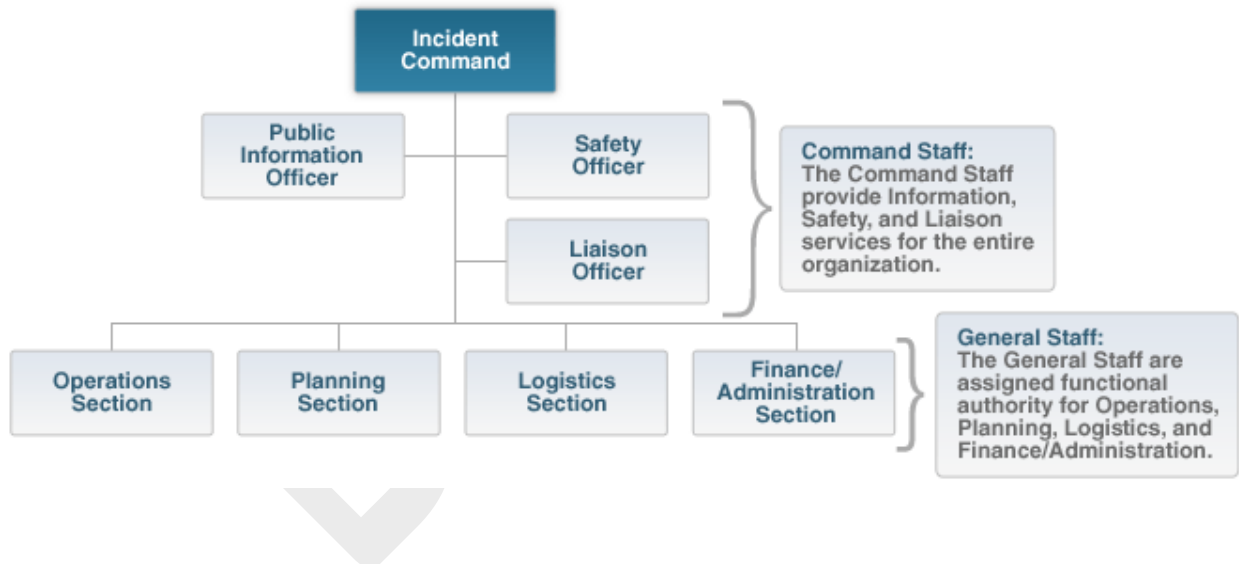 Incident
Command
Public
Information
Officer
Safety
Officer
Command Staff:
The Command Staff
provide Information,
Safety, and Liaison
services for the entire
organization.
Liaison
Officer
Operations
Section
Planning
Section
Logistics
Section
Finance/
Administration
Section
General Staff:
The General Staff are
assigned functional
authority for Operations,
Planning, Logistics, and
Finance/Administration.